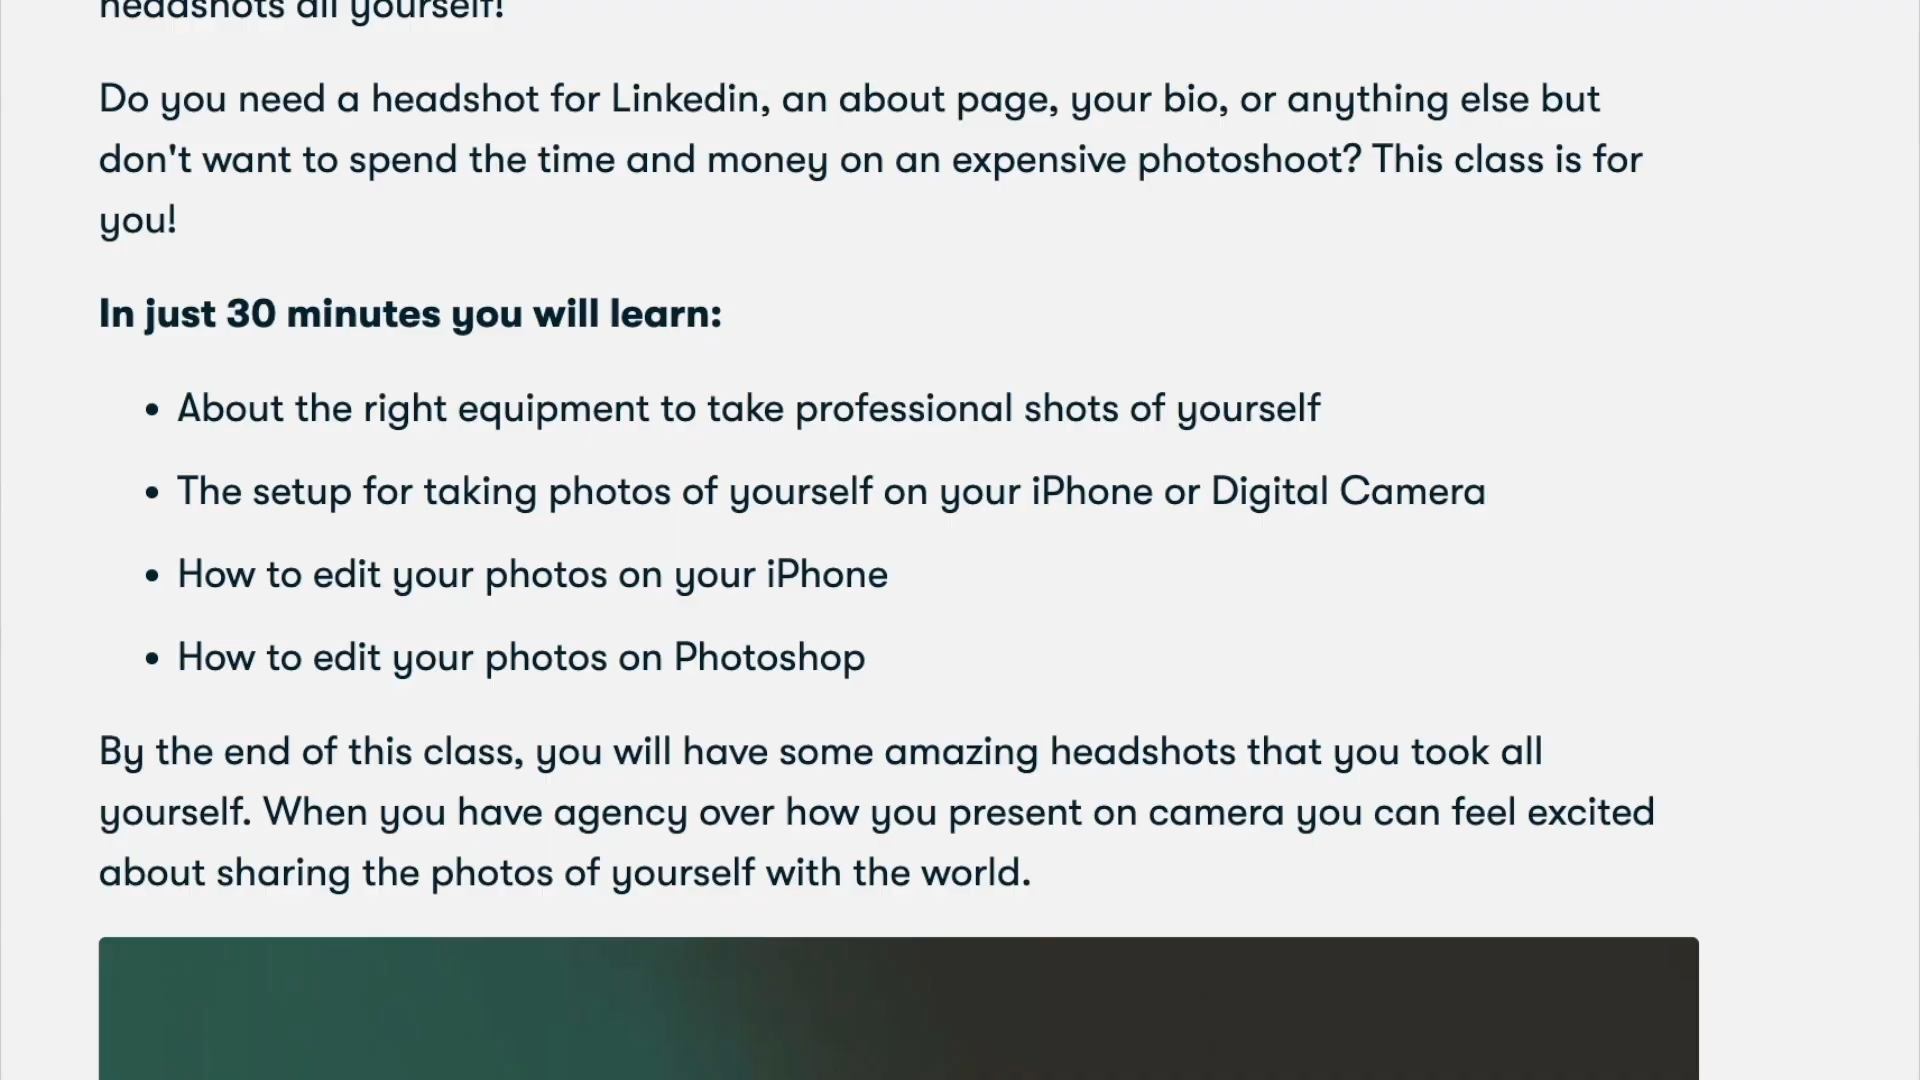 headshots all yourself!
Do you need a headshot for Linkedin, an about page, your bio, or anything else but
don't want to spend the time and money on an expensive photoshoot? This class is for
you!
In just 30 minutes you will learn:
• About the right equipment to take professional shots of yourself
• The setup for taking photos of yourself on your iPhone or Digital Camera
• How to edit your photos on your iPhone
• How to edit your photos on Photoshop
By the end of this class, you will have some amazing headshots that you took all
yourself. When you have agency over how you present on camera you can feel excited
about sharing the photos of yourself with the world.